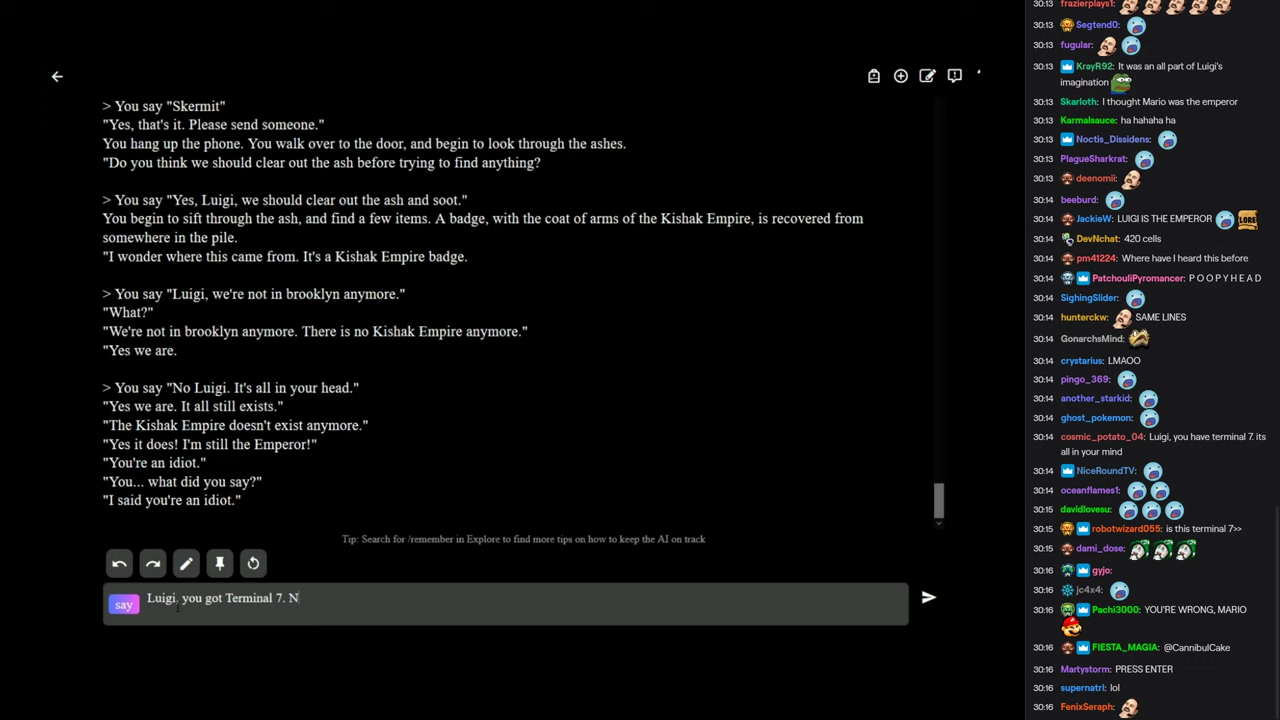 > You say "Skermit"
"Yes, that's it. Please send someone."
You hang up the phone. You walk over to the door, and begin to look through the ashes.
"Do you think we should clear out the ash before trying to find anything?
> You say "Yes, Luigi, we should clear out the ash and soot."
You begin to sift through the ash, and find a few items. A badge, with the coat of arms of the Kishak Empire, is recovered from
somewhere in the pile.
"I wonder where this came from. It's a Kishak Empire badge.
> You say "Luigi, we're not in brooklyn anymore."
"What?"
"We're not in brooklyn anymore. There is no Kishak Empire anymore."
"Yes we are.
> You say "No Luigi. It's all in your head."
"Yes we are. It all still exists."
"The Kishak Empire doesn't exist anymore."
"Yes it does! I'm still the Emperor!"
"You're an idiot."
"You... what did you say?"
"I said you're an idiot."
Tip: Search for /remember in Explore to find more tips on how to keep the AI on track
say Luigi, you got Terminal 7. N
30:13 frazierplays1:
30:13 Segtend0:
30:13 fugular:
30:13 KrayR92: It was an all part of Luigi's
imagination
30:13 Skarloth: I thought Mario was the emperor
30:13 Karmalsauce: ha hahaha ha
30:13 Noctis_Dissidens:
30:13 PlagueSharkrat:
30:13 deenomii:
30:13 beeburd:
30:14 JackieW: LUIGI IS THE EMPEROR LORE
30:14 DevNchat: 420 cells
30:14 pm41224: Where have I heard this before
30:14 PatchouliPyromancer: P O O P Y H E A D
30:14 SighingSlider:
30:14 hunterckw: SAME LINES
30:14 GonarchsMind:
30:14 crystarius: LMAOO
30:14 pingo_369:
30:14 another_starkid:
30:14 ghost_pokemon:
30:14 cosmic_potato_04: Luigi, you have terminal 7. its
all in your mind
30:14 NiceRoundTV:
30:14 oceanflames1:
30:15 davidlovesu:
30:15 robotwizard055: is this terminal 7>>
30:15 dami_dose:
30:16 gyjo:
30:16 jc4x4:
30:16 Pachi3000: YOU'RE WRONG, MARIO
30:16 FIESTA_MAGIA: @CannibulCake
30:16 Martystorm: PRESS ENTER
30:16 supernatrl: lol
30:16 FenixSeraph: